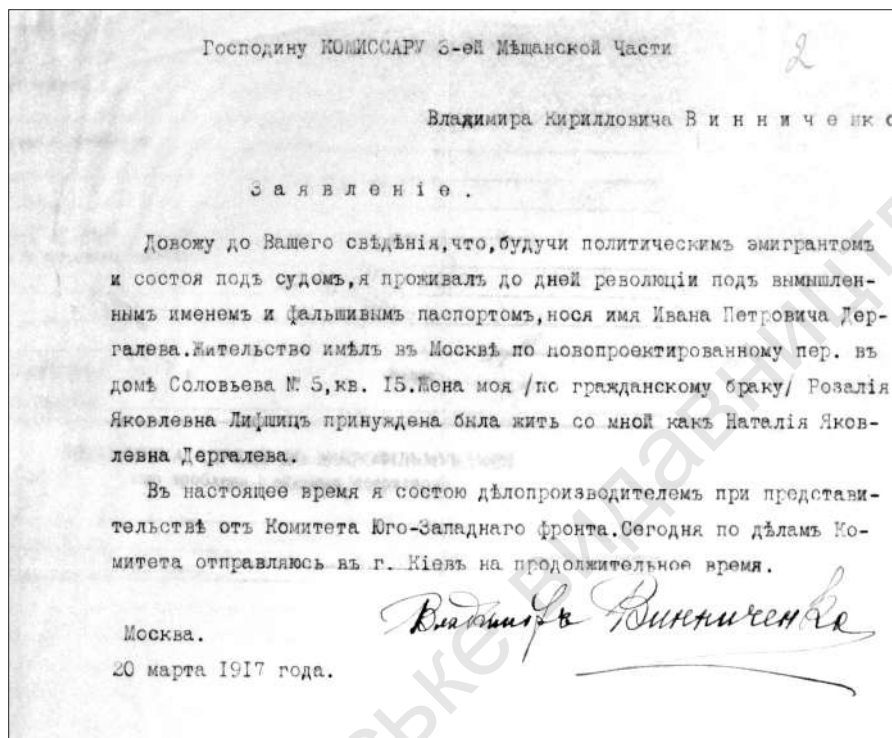 Господину КОМИССАРУ 3-ей Мѣщанской Части
2
Владимира Кирилловича В и н н и ч е н к о
З а я в л е н і е .
Довожу до Вашего свѣдѣнія,что,будучи политическимъ эмигрантомъ
и состоя подъ судомъ,я проживалъ до дней революціи подъ вымышлен-
нымъ именемъ и фальшивымъ паспортомъ,нося имя Ивана Петровича Дер-
галева.Жительство имѣлъ въ Москвѣ по новопроектированному пер. въ
домѣ Соловьева № 5,кв. 15.Жена моя /по гражданскому браку/ Розалія
Яковлевна Лифшицъ принуждена была жить со мной какъ Наталія Яков-
левна Дергалева.
Въ настоящее время я состою дѣлопроизводителемъ при представи-
тельствѣ отъ Комитета Юго-Западнаго фронта.Сегодня по дѣламъ Ко-
митета отправляюсь въ г. Кіевъ на продолжительное время.
Владимиръ Винниченко
Москва.
20 марта 1917 года.
ське видавництв